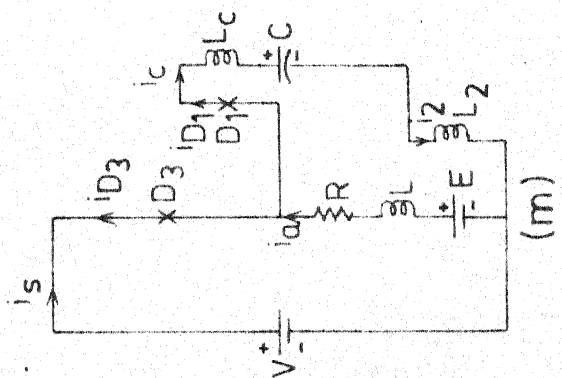 iS
iD3
D3
iC
LC
iD1
D1
+ C -
V + -
ia
R
L
+ E -
i2
L2
(m)